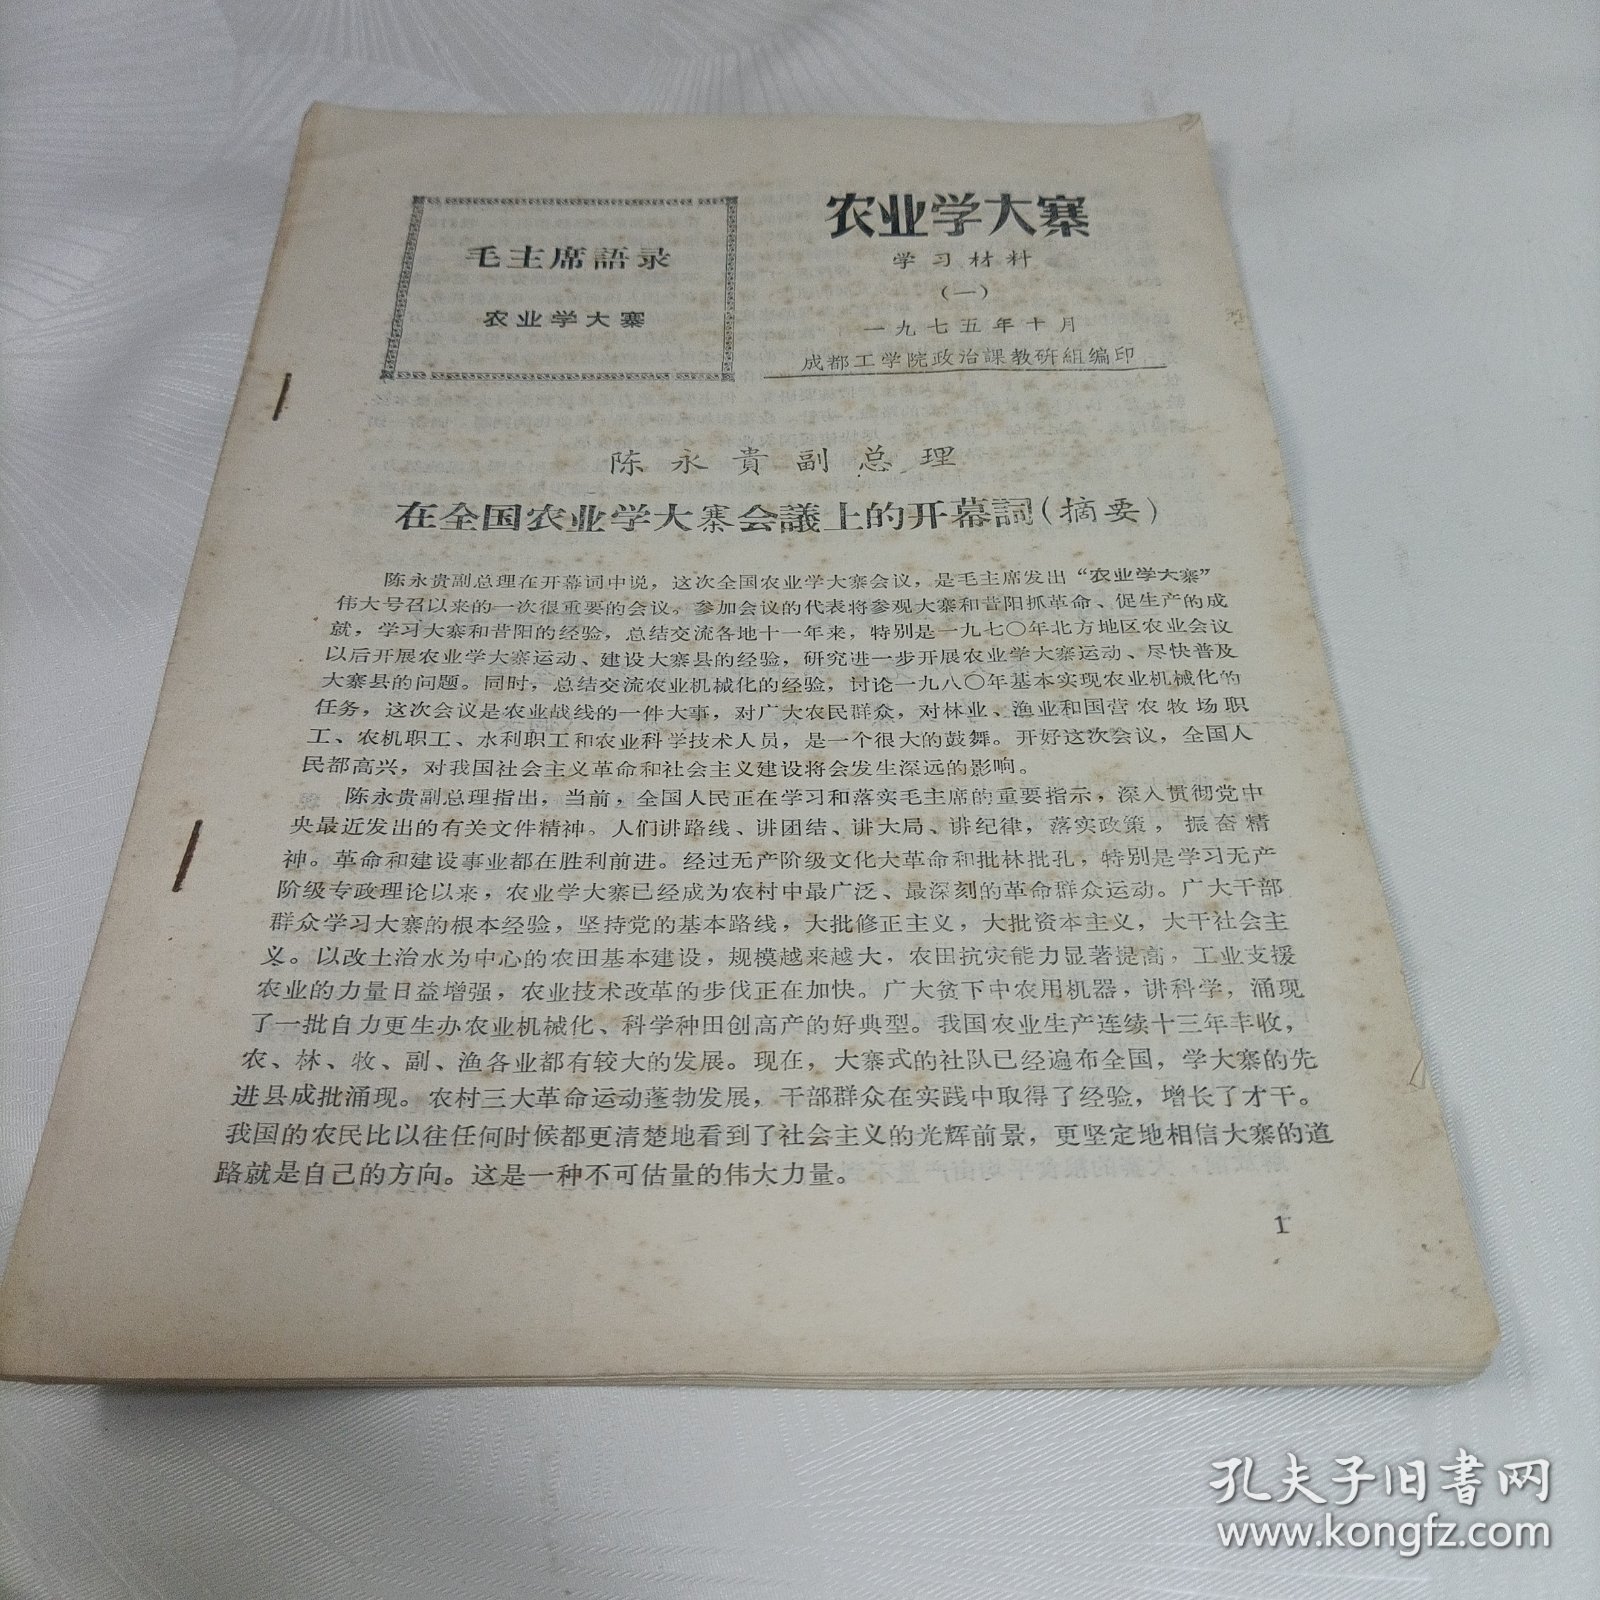 毛主席語录
农业学大寨
农业学大寨
学习材料
(一)
一九七五年十月
成都工学院政治課教研組編印
陈永貴副总理
在全国农业学大寨会議上的开幕詞(摘要)
陈永贵副总理在开幕词中说，这次全国农业学大寨会议，是毛主席发出“农业学大寨”
伟大号召以来的一次很重要的会议。参加会议的代表将参观大寨和昔阳抓革命、促生产的成
就，学习大寨和昔阳的经验，总结交流各地十一年来，特别是一九七〇年北方地区农业会议
以后开展农业学大寨运动、建设大寨县的经验，研究进一步开展农业学大寨运动、尽快普及
大寨县的问题。同时，总结交流农业机械化的经验，讨论一九八〇年基本实现农业机械化的
任务，这次会议是农业战线的一件大事，对广大农民群众，对林业、渔业和国营农牧场职
工、农机职工、水利职工和农业科学技术人员，是一个很大的鼓舞。开好这次会议，全国人
民都高兴，对我国社会主义革命和社会主义建设将会发生深远的影响。
陈永贵副总理指出，当前，全国人民正在学习和落实毛主席的重要指示，深入贯彻党中
央最近发出的有关文件精神。人们讲路线、讲团结、讲大局、讲纪律，落实政策，振奋精
神。革命和建设事业都在胜利前进。经过无产阶级文化大革命和批林批孔，特别是学习无产
阶级专政理论以来，农业学大寨已经成为农村中最广泛、最深刻的革命群众运动。广大干部
群众学习大寨的根本经验，坚持党的基本路线，大批修正主义，大批资本主义，大干社会主
义。以改土治水为中心的农田基本建设，规模越来越大，农田抗灾能力显著提高，工业支援
农业的力量日益增强，农业技术改革的步伐正在加快。广大贫下中农用机器，讲科学，涌现
了一批自力更生办农业机械化、科学种田创高产的好典型。我国农业生产连续十三年丰收，
农、林、牧、副、渔各业都有较大的发展。现在，大寨式的社队已经遍布全国，学大寨的先
进县成批涌现。农村三大革命运动蓬勃发展，干部群众在实践中取得了经验，增长了才干。
我国的农民比以往任何时候都更清楚地看到了社会主义的光辉前景，更坚定地相信大寨的道
路就是自己的方向。这是一种不可估量的伟大力量。
1
孔夫子旧书网
www.kongfz.com